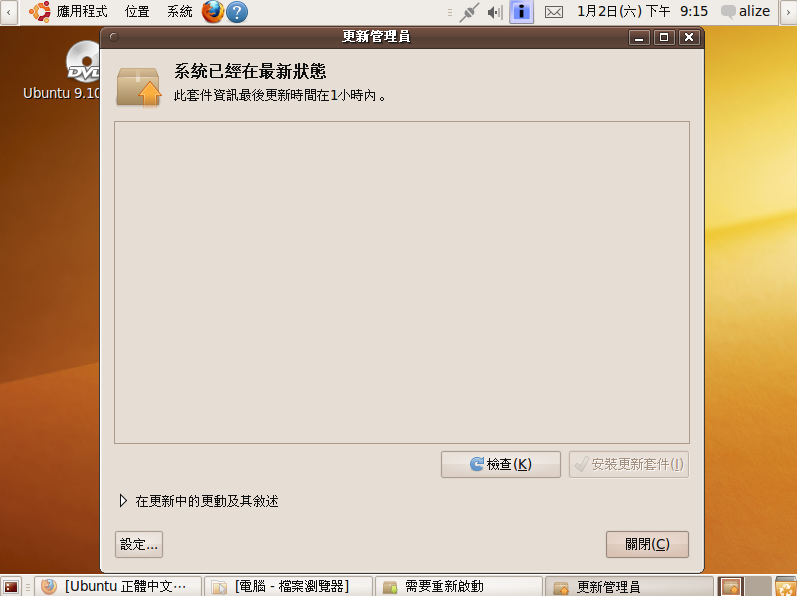 應用程式 位置 系統 1月2日(六) 下午 9:15 alize
更新管理員
DVD
Ubuntu 9.10
系統已經在最新狀態
此套件資訊最後更新時間在1小時內。
檢查(K) 安裝更新套件(I)
在更新中的更動及其敘述
設定... 關閉(C)
[Ubuntu 正體中文… [電腦 - 檔案瀏覽器] 需要重新啟動 更新管理員